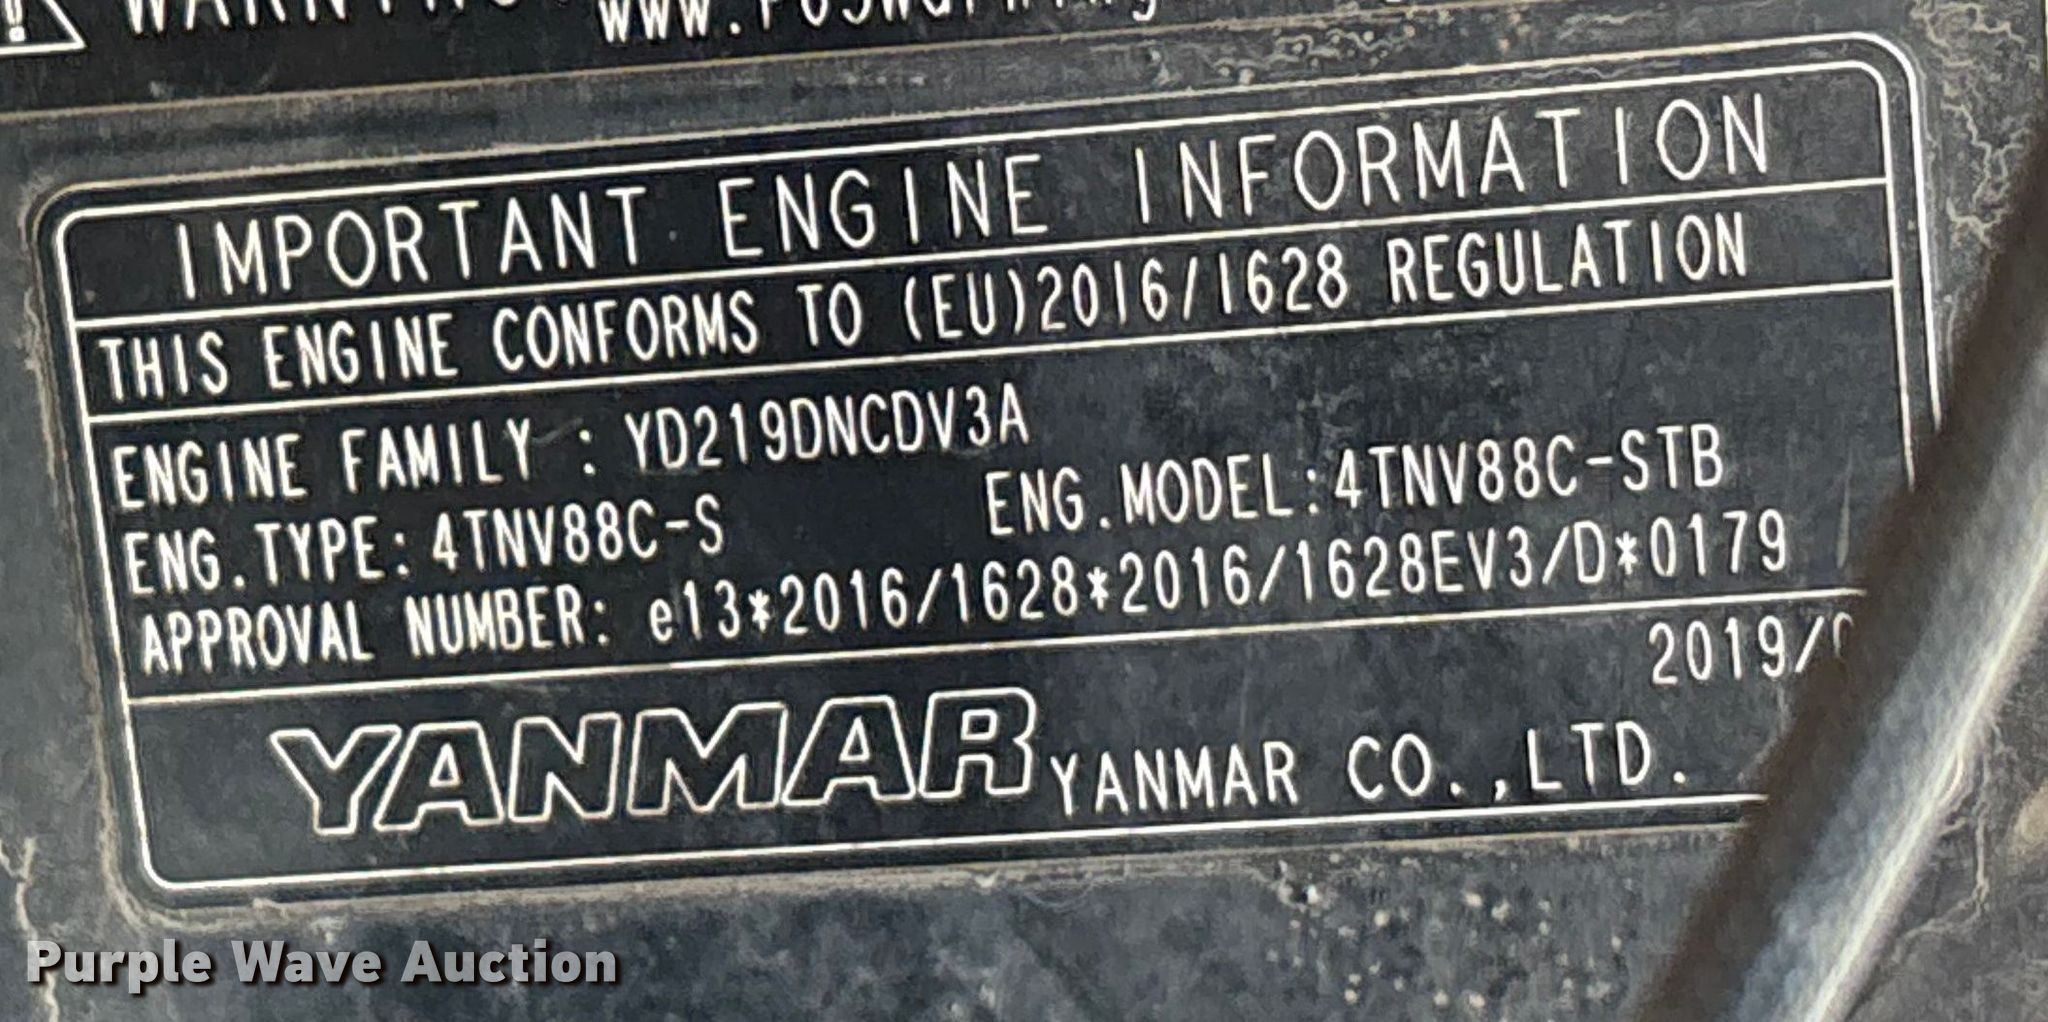 WARNING
IMPORTANT ENGINE INFORMATION
THIS ENGINE CONFORMS TO (EU)2016/1628 REGULATION
ENGINE FAMILY : YD219DNCDV3A
ENG.TYPE: 4TNV88C-S ENG.MODEL:4TNV88C-STB
APPROVAL NUMBER: e13*2016/1628*2016/1628EV3/D*0179
2019/
YANMAR YANMAR CO.,LTD.
Purple Wave Auction